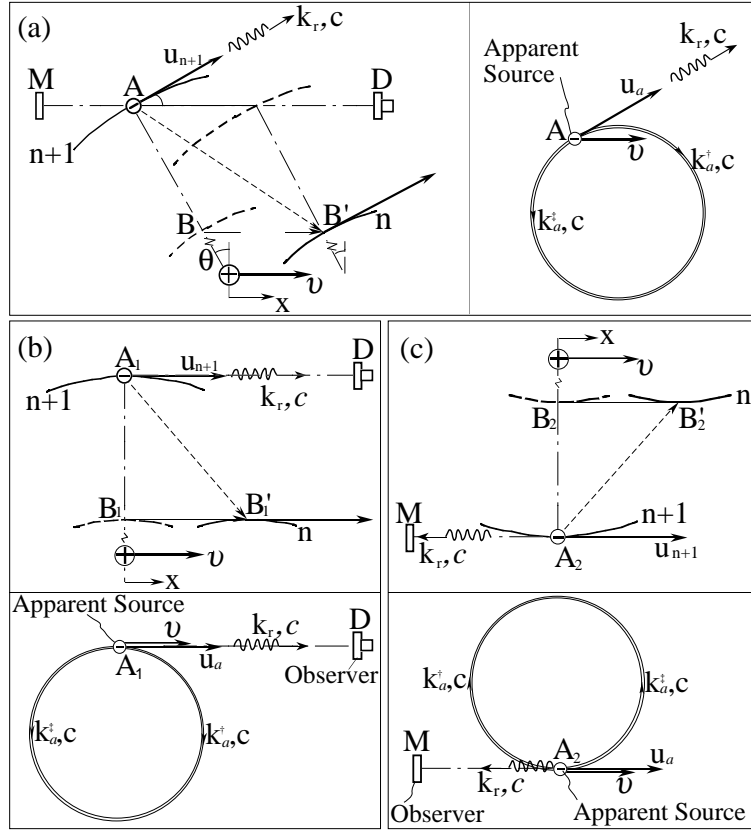 (a)
k_r,c
u_{n+1}
M
A
D
n+1
B
B'
n
θ
υ
x
Apparent
Source
k_r,c
u_a
A
υ
k_a^†,c
k_a^‡,c
(b)
A_1
u_{n+1}
D
n+1
k_r,c
B_1
B'_1
n
υ
x
Apparent Source
υ
k_r,c
D
A_1
u_a
Observer
k_a^‡,c
k_a^†,c
(c)
x
υ
B_2
B'_2
n
M
n+1
k_r,c
A_2
u_{n+1}
k_a^†,c
k_a^‡,c
M
A_2
u_a
k_r,c
υ
Observer
Apparent Source